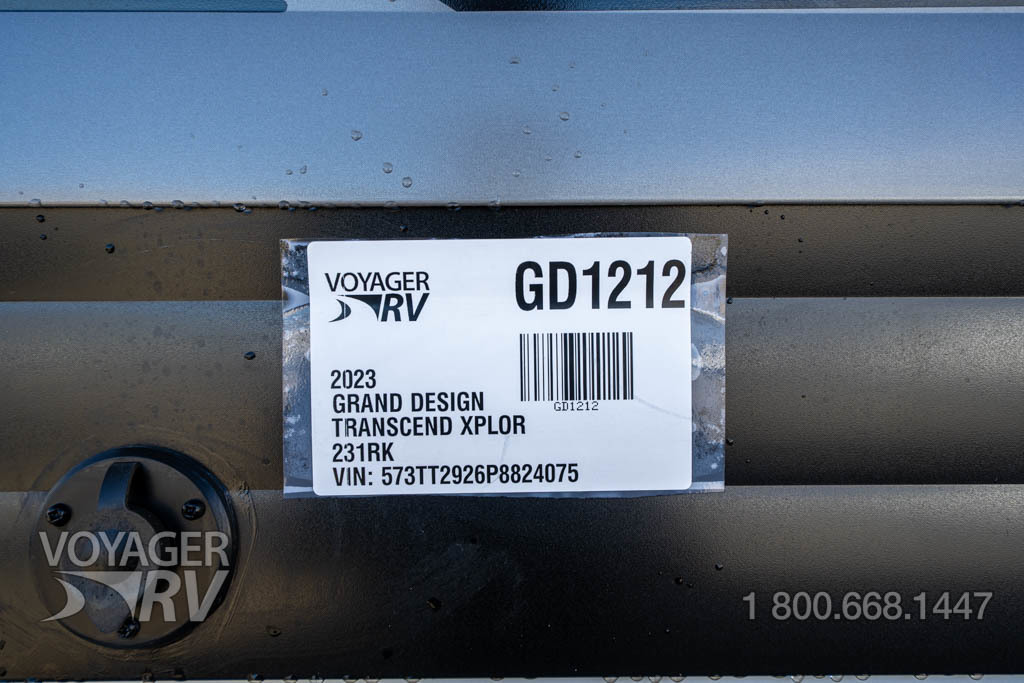 VOYAGER
RV
GD1212
GD1212
2023
GRAND DESIGN
TRANSCEND XPLOR
231RK
VIN: 573TT2926P8824075
VOYAGER
RV
1 800.668.1447